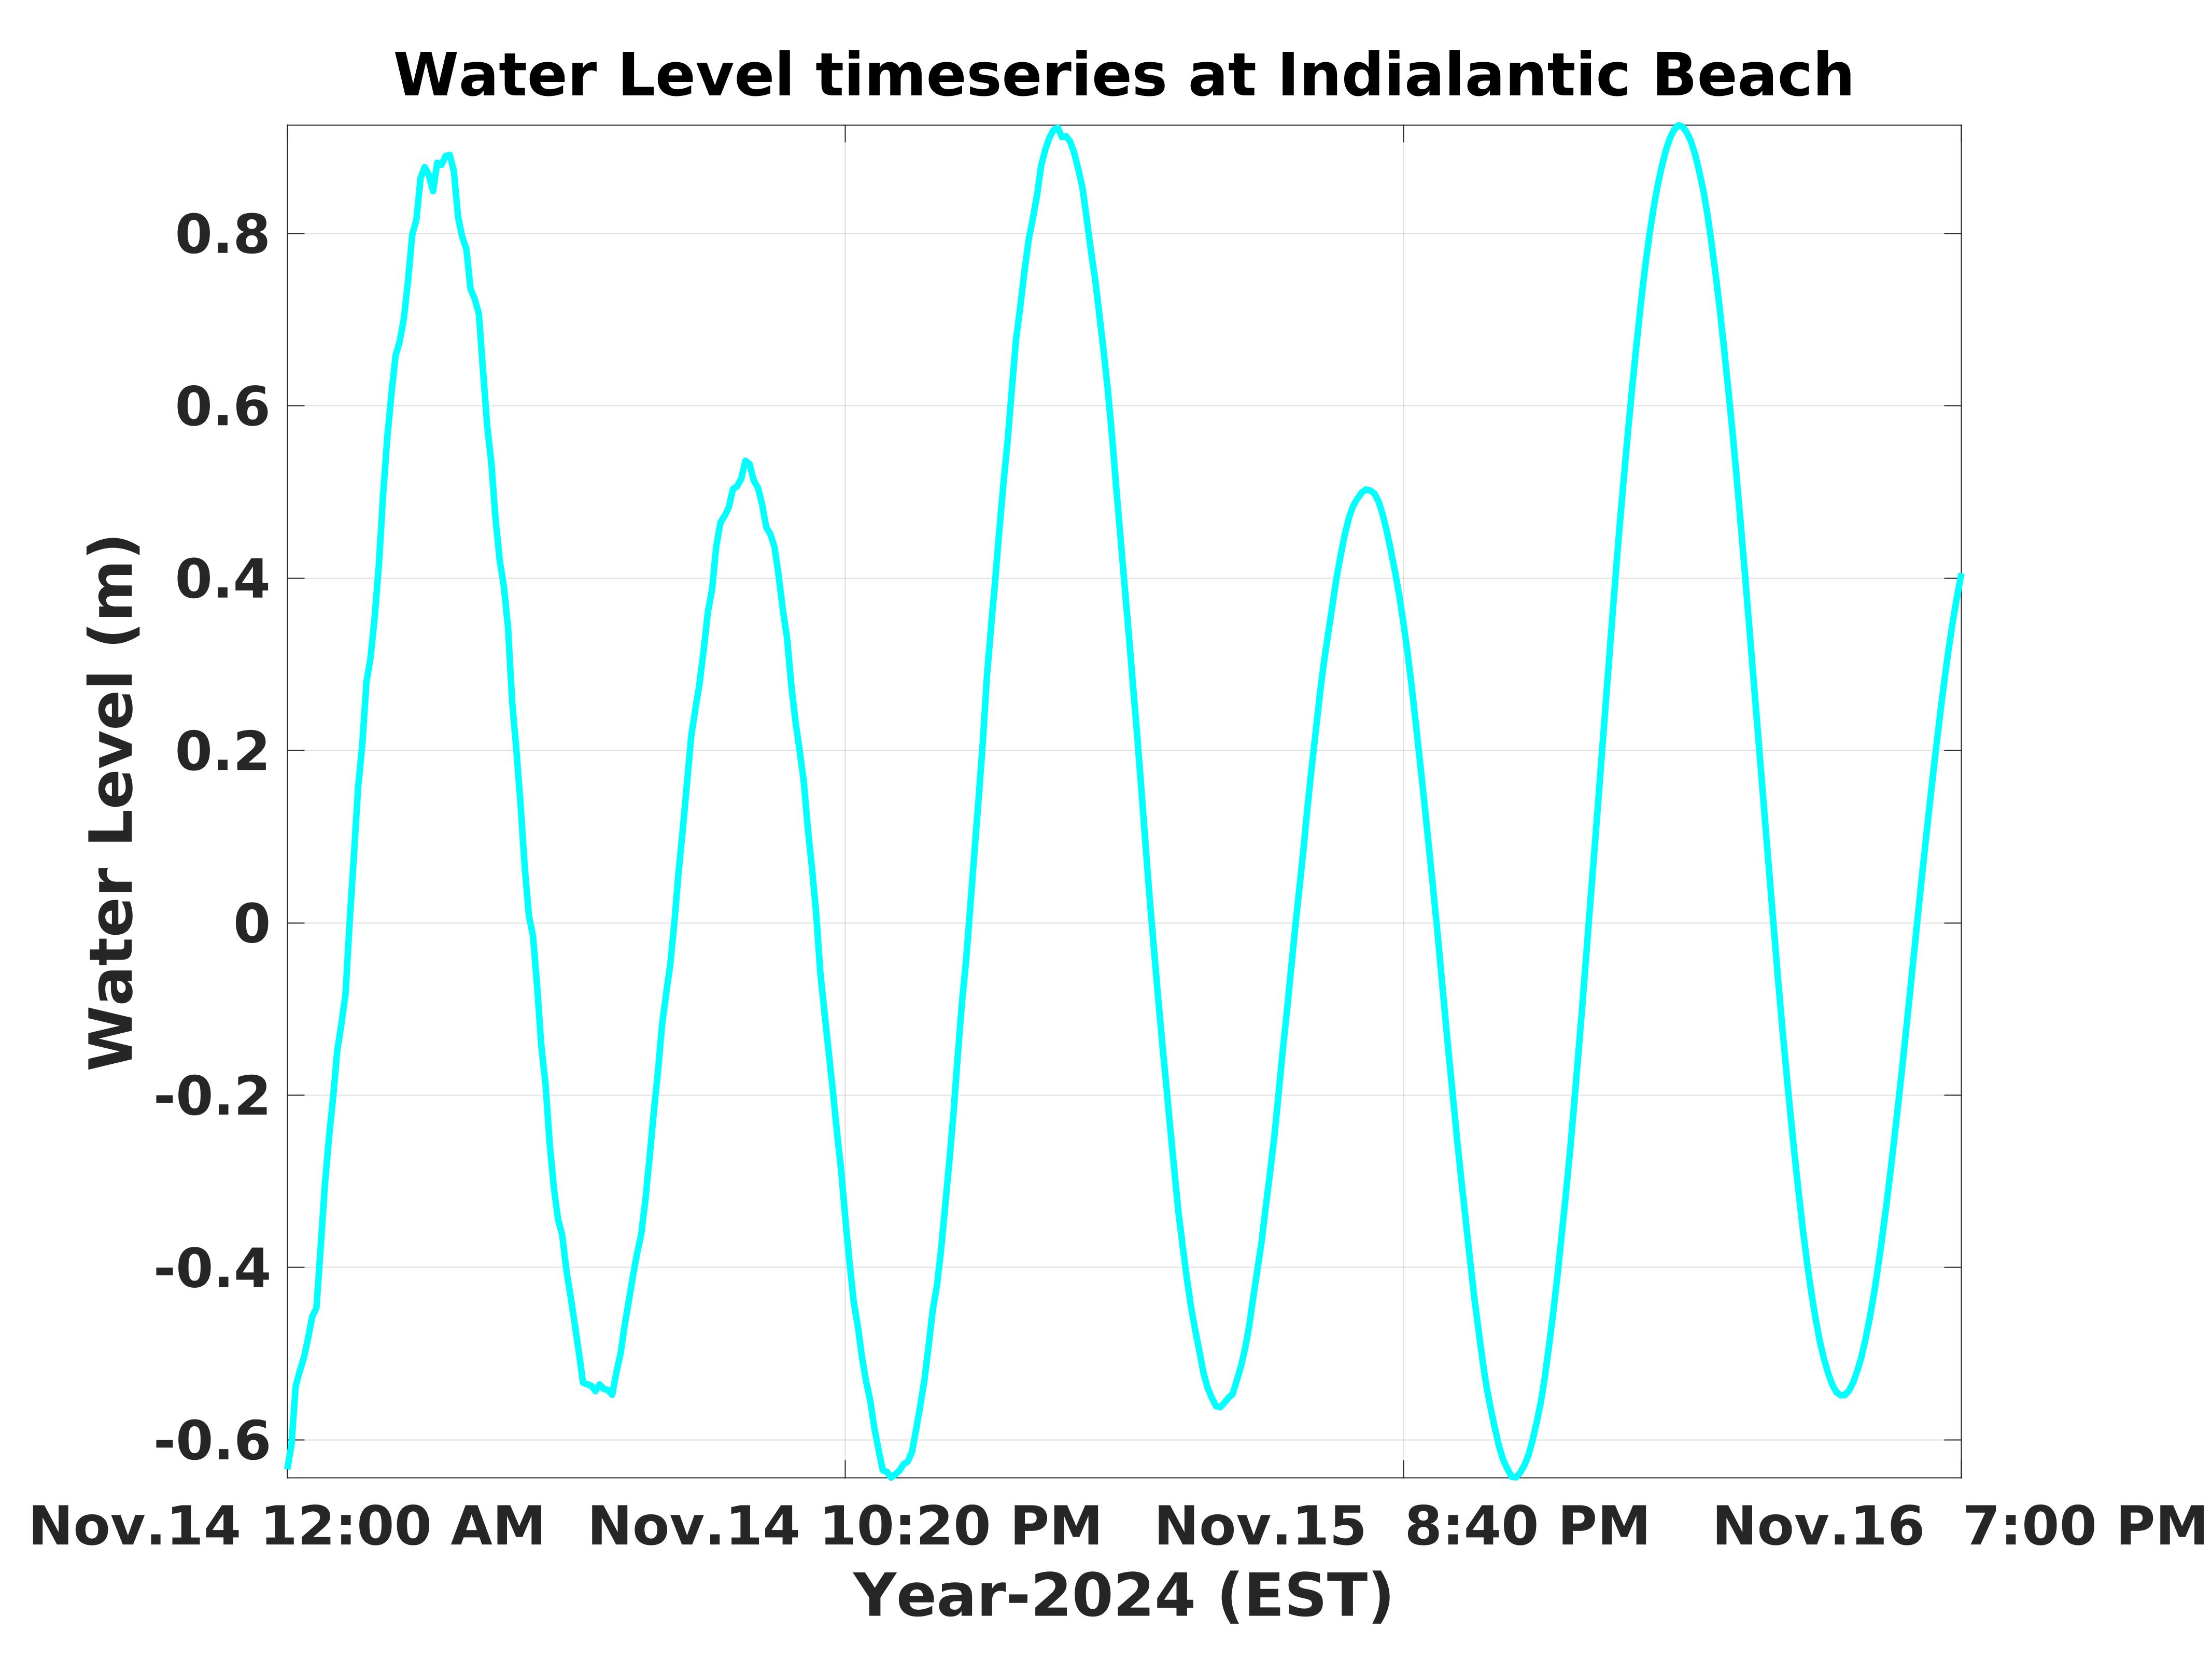 Water Level timeseries at Indialantic Beach
0.8
0.6
0.4
0.2
0
-0.2
-0.4
-0.6
Water Level (m)
Nov.14 12:00 AM Nov.14 10:20 PM Nov.15 8:40 PM Nov.16 7:00 PM
Year-2024 (EST)